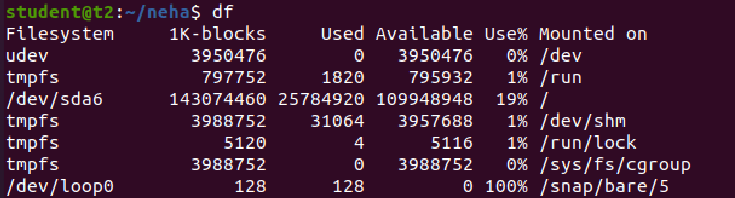 student@t2:~/neha$ df
Filesystem     1K-blocks     Used Available Use% Mounted on
udev             3950476        0   3950476   0% /dev
tmpfs             797752     1820    795932   1% /run
/dev/sda6      143074460 25784920 109948948  19% /
tmpfs            3988752    31064   3957688   1% /dev/shm
tmpfs               5120        4      5116   1% /run/lock
tmpfs            3988752        0   3988752   0% /sys/fs/cgroup
/dev/loop0           128      128         0 100% /snap/bare/5